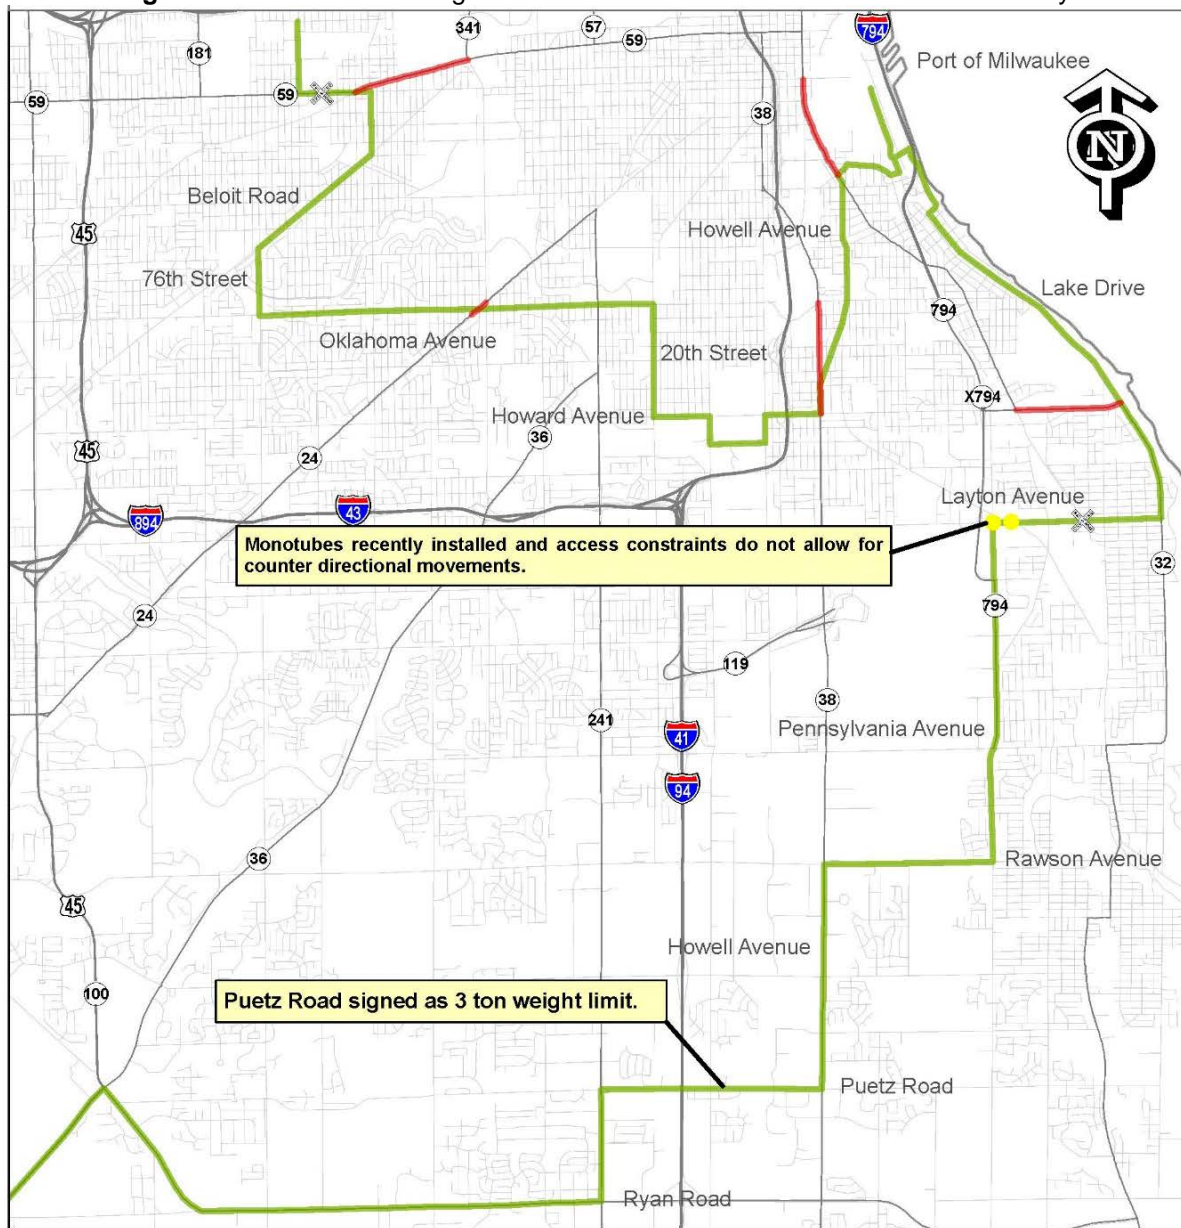 341
57
59
794
181
Port of Milwaukee
59
59
38
N
Beloit Road
45
Howell Avenue
76th Street
Lake Drive
794
Oklahoma Avenue
20th Street
X794
Howard Avenue
36
45
24
Layton Avenue
894
43
Monotubes recently installed and access constraints do not allow for
counter directional movements.
32
24
794
119
38
241
Pennsylvania Avenue
41
94
36
Rawson Avenue
45
Howell Avenue
100
Puetz Road signed as 3 ton weight limit.
Puetz Road
Ryan Road